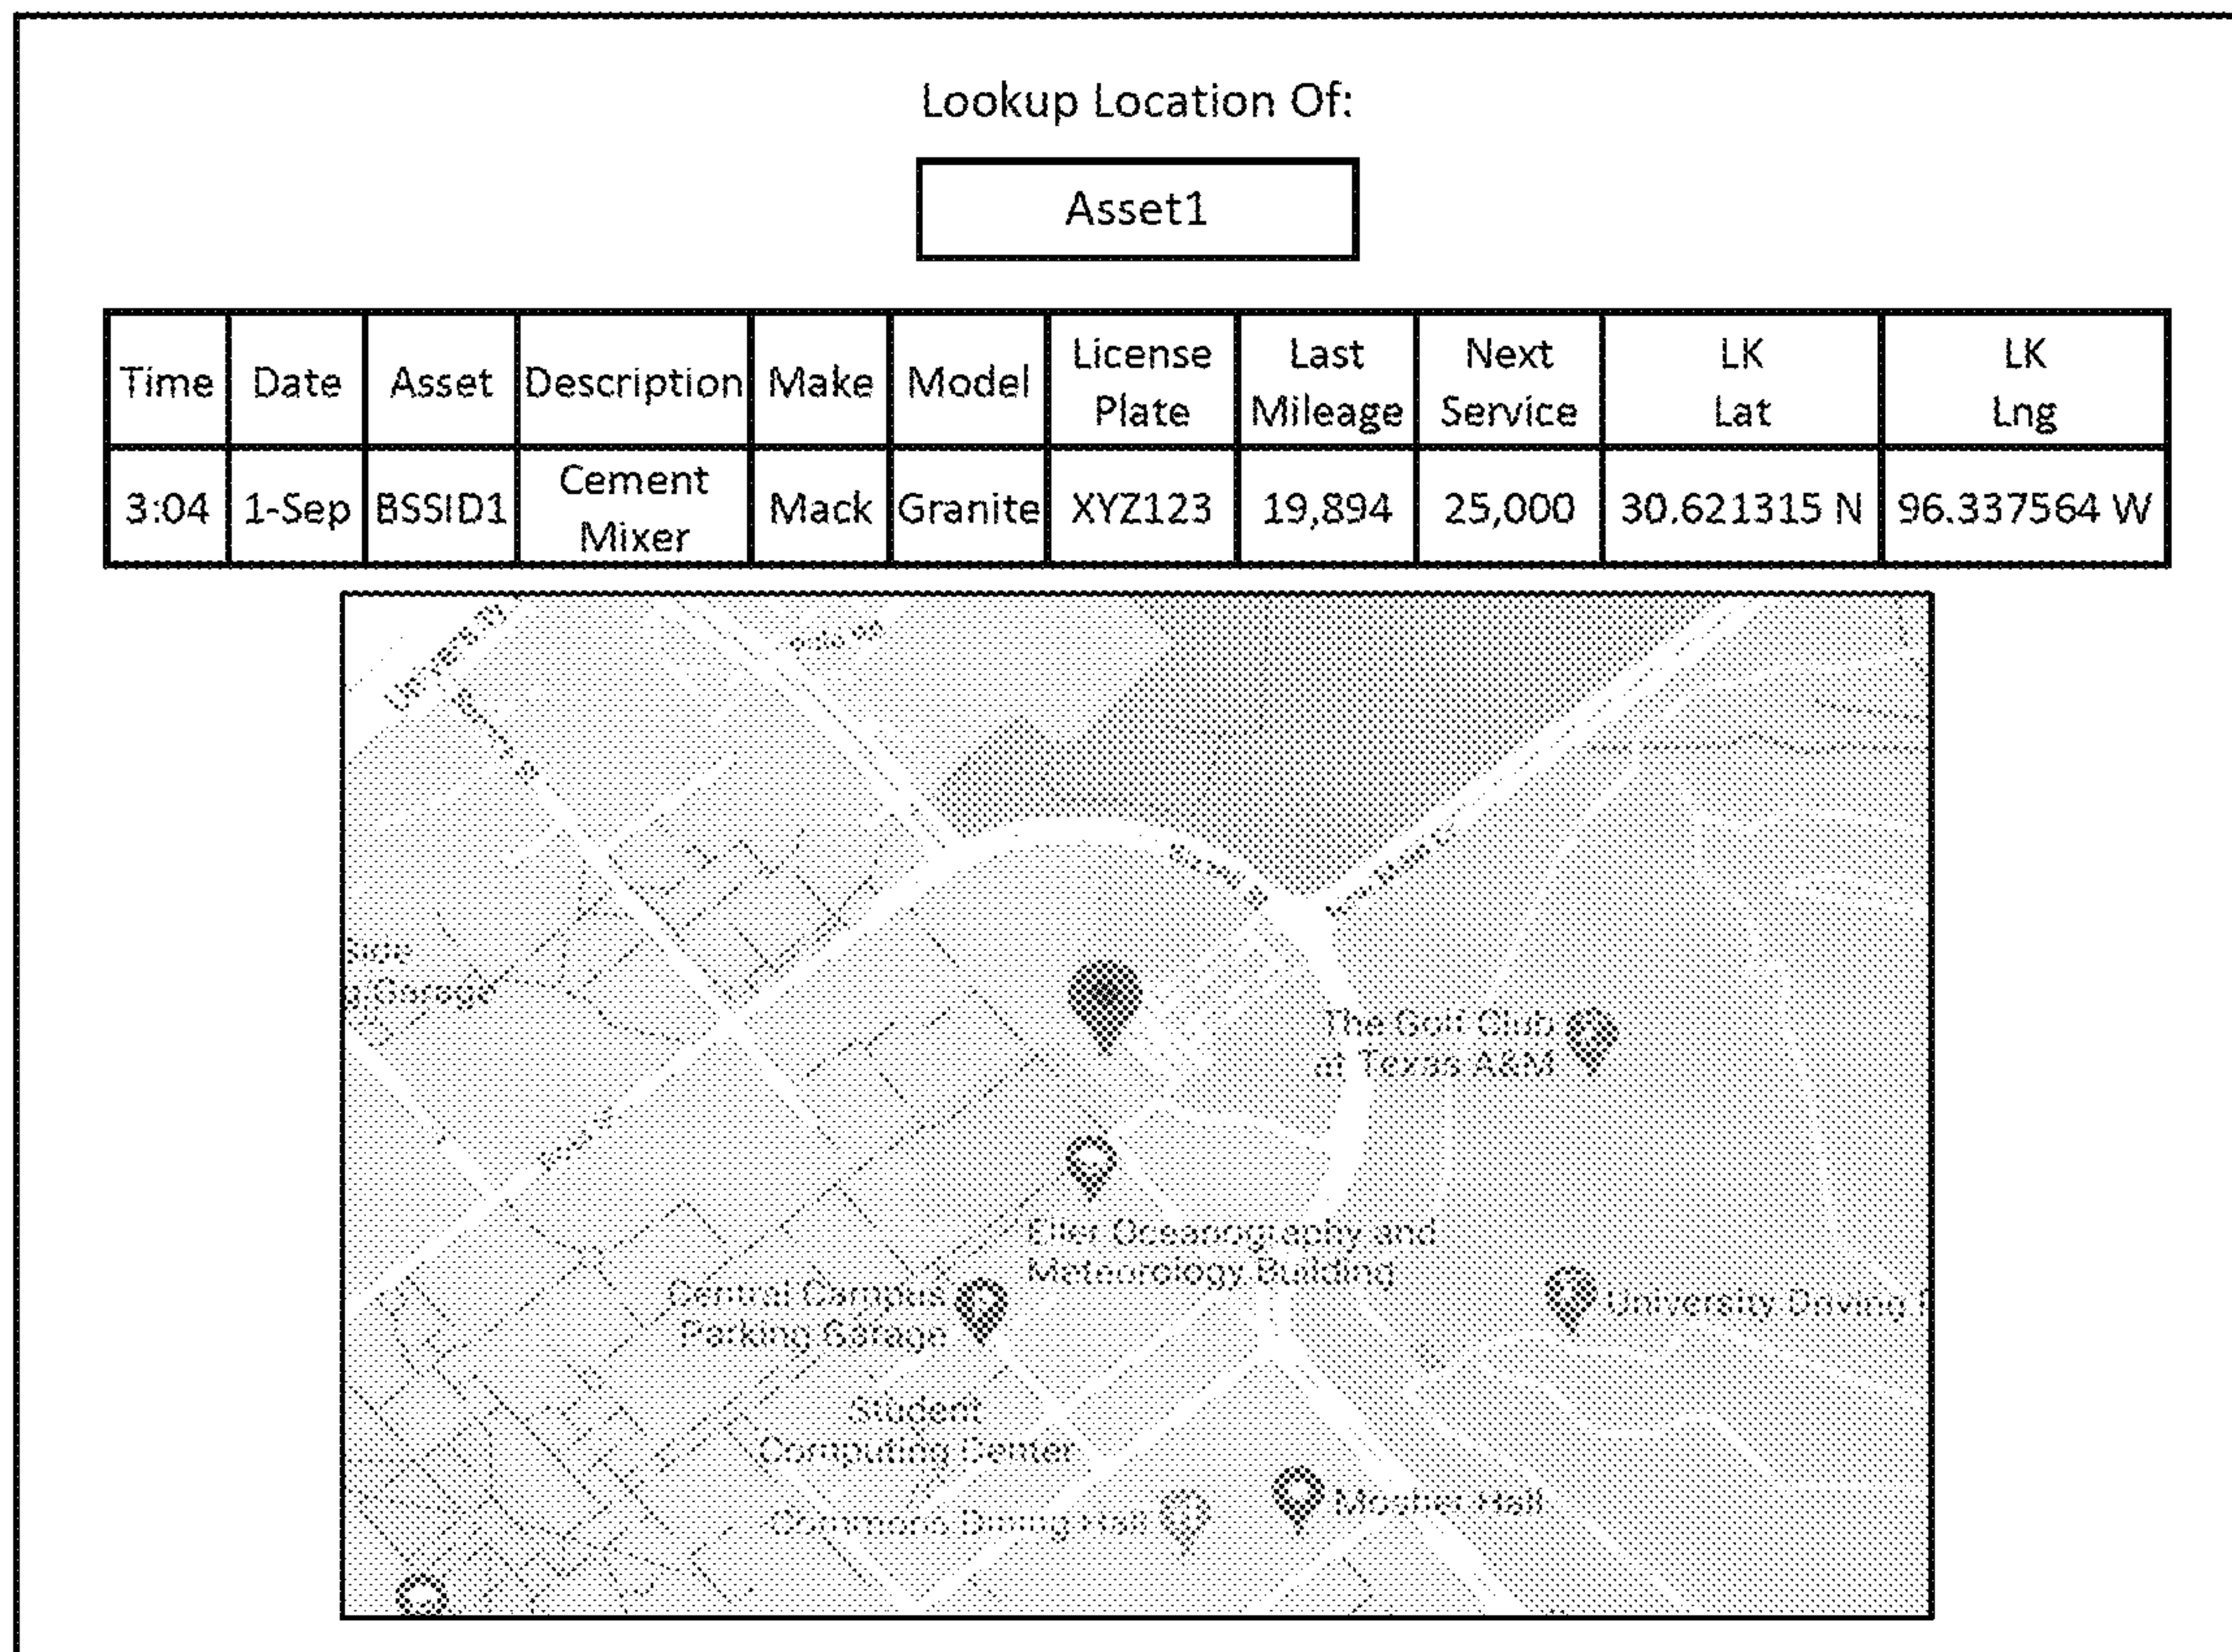 Lookup Location Of:
Asset1
Time Date Asset Description Make Model License Plate Last Mileage Next Service LK Lat LK Lng
3:04 1-Sep BSSID1 Cement Mixer Mack Granite XYZ123 19,894 25,000 30.621315 N 96.337564 W
Garage
The Golf Club
at Texas A&M
Eller Oceanography and
Meteorology Building
Central Campus
Parking Garage
University Driving
Student
Computing Center
Commons Dining Hall
Mosher Hall